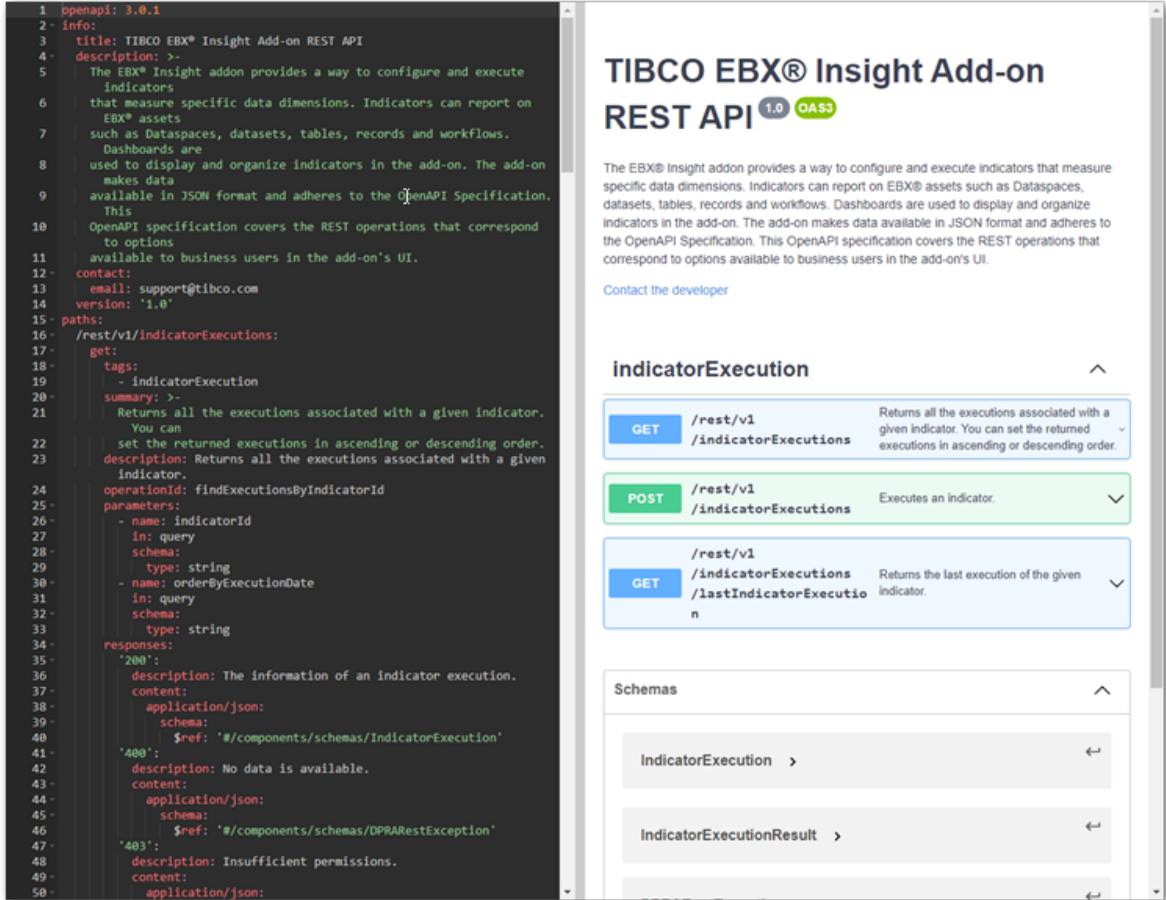 1 openapi: 3.0.1
2 info:
3 title: TIBCO EBX® Insight Add-on REST API
4 description: >-
5 The EBX® Insight addon provides a way to configure and execute
indicators
6 that measure specific data dimensions. Indicators can report on
EBX® assets
7 such as Dataspaces, datasets, tables, records and workflows.
Dashboards are
8 used to display and organize indicators in the add-on. The add-on
makes data
9 available in JSON format and adheres to the OpenAPI Specification.
This
10 OpenAPI specification covers the REST operations that correspond
to options
11 available to business users in the add-on's UI.
12 contact:
13 email: support@tibco.com
14 version: '1.0'
15 paths:
16 /rest/v1/indicatorExecutions:
17 get:
18 tags:
19 - indicatorExecution
20 summary: >-
21 Returns all the executions associated with a given indicator.
You can
22 set the returned executions in ascending or descending order.
23 description: Returns all the executions associated with a given
indicator.
24 operationId: findExecutionsByIndicatorId
25 parameters:
26 - name: indicatorId
27 in: query
28 schema:
29 type: string
30 - name: orderByExecutionDate
31 in: query
32 schema:
33 type: string
34 responses:
35 '200':
36 description: The information of an indicator execution.
37 content:
38 application/json:
39 schema:
40 $ref: '#/components/schemas/IndicatorExecution'
41 '400':
42 description: No data is available.
43 content:
44 application/json:
45 schema:
46 $ref: '#/components/schemas/DPRARestException'
47 '403':
48 description: Insufficient permissions.
49 content:
50 application/json:
TIBCO EBX® Insight Add-on
REST API 1.0 OAS3
The EBX® Insight addon provides a way to configure and execute indicators that measure
specific data dimensions. Indicators can report on EBX® assets such as Dataspaces,
datasets, tables, records and workflows. Dashboards are used to display and organize
indicators in the add-on. The add-on makes data available in JSON format and adheres to
the OpenAPI Specification. This OpenAPI specification covers the REST operations that
correspond to options available to business users in the add-on's UI.
Contact the developer
indicatorExecution
GET
/rest/v1
/indicatorExecutions
Returns all the executions associated with a
given indicator. You can set the returned
executions in ascending or descending order.
POST
/rest/v1
/indicatorExecutions
Executes an indicator.
GET
/rest/v1
/indicatorExecutions
/lastIndicatorExecutio
n
Returns the last execution of the given
indicator.
Schemas
IndicatorExecution
IndicatorExecutionResult